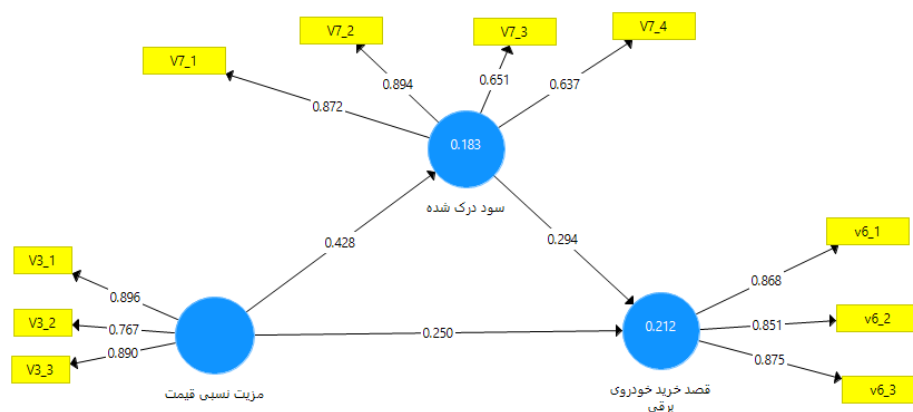 V7_1
V7_2
V7_3
V7_4
0.872
0.894
0.651
0.637
0.183
سود درک شده
0.428
0.294
V3_1
V3_2
V3_3
0.896
0.767
0.890
مزیت نسبی قیمت
0.250
0.212
قصد خرید خودروی
برقی
v6_1
v6_2
v6_3
0.868
0.851
0.875